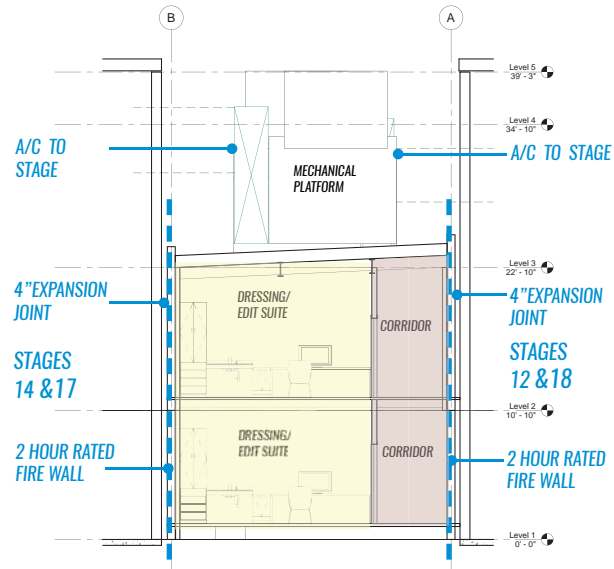 B
A
Level 5
39' - 3"
Level 4
34' - 10"
A/C TO
STAGE
MECHANICAL
PLATFORM
A/C TO STAGE
Level 3
22' - 10"
4"EXPANSION
JOINT
DRESSING/
EDIT SUITE
CORRIDOR
4"EXPANSION
JOINT
STAGES
14 &17
STAGES
12 &18
Level 2
10' - 10"
DRESSING/
EDIT SUITE
CORRIDOR
2 HOUR RATED
FIRE WALL
2 HOUR RATED
FIRE WALL
Level 1
0' - 0"